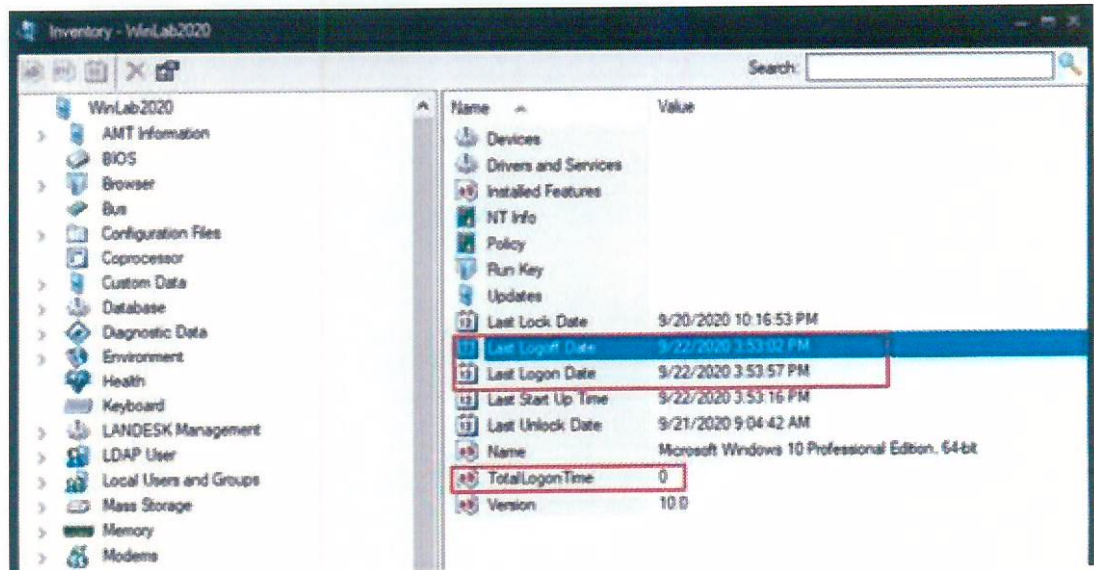 Inventory - WinLab2020
Search:
WinLab2020
AMT Information
BIOS
Browser
Bus
Configuration Files
Coprocessor
Custom Data
Database
Diagnostic Data
Environment
Health
Keyboard
LANDESK Management
LDAP User
Local Users and Groups
Mass Storage
Memory
Modems
Name Value
Devices
Drivers and Services
Installed Features
NT Info
Policy
Run Key
Updates
Last Lock Date 9/20/2020 10:16:53 PM
Last Logoff Date 9/22/2020 3:53:02 PM
Last Logon Date 9/22/2020 3:53:57 PM
Last Start Up Time 9/22/2020 3:53:16 PM
Last Unlock Date 9/21/2020 9:04:42 AM
Name Microsoft Windows 10 Professional Edition, 64-bit
TotalLogonTime 0
Version 10.0